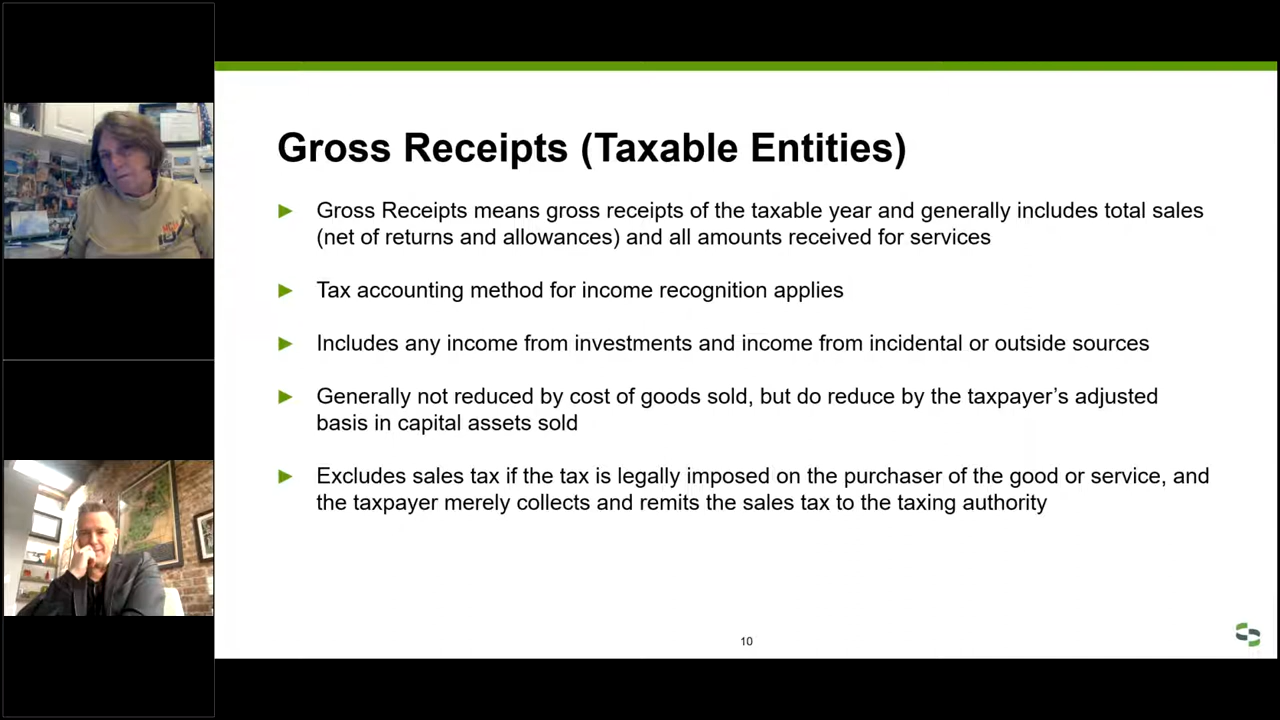 Gross Receipts (Taxable Entities)
► Gross Receipts means gross receipts of the taxable year and generally includes total sales
(net of returns and allowances) and all amounts received for services
► Tax accounting method for income recognition applies
► Includes any income from investments and income from incidental or outside sources
► Generally not reduced by cost of goods sold, but do reduce by the taxpayer’s adjusted
basis in capital assets sold
► Excludes sales tax if the tax is legally imposed on the purchaser of the good or service, and
the taxpayer merely collects and remits the sales tax to the taxing authority
10